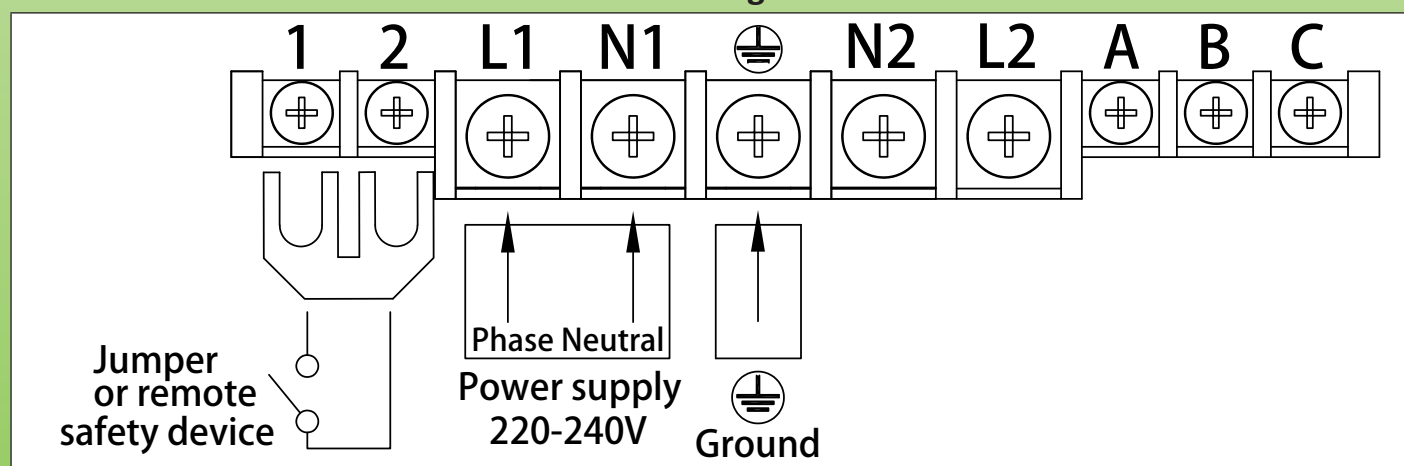 1 2 L1 N1 N2 L2 A B C
Phase Neutral
Jumper
or remote
safety device
Power supply
220-240V
Ground